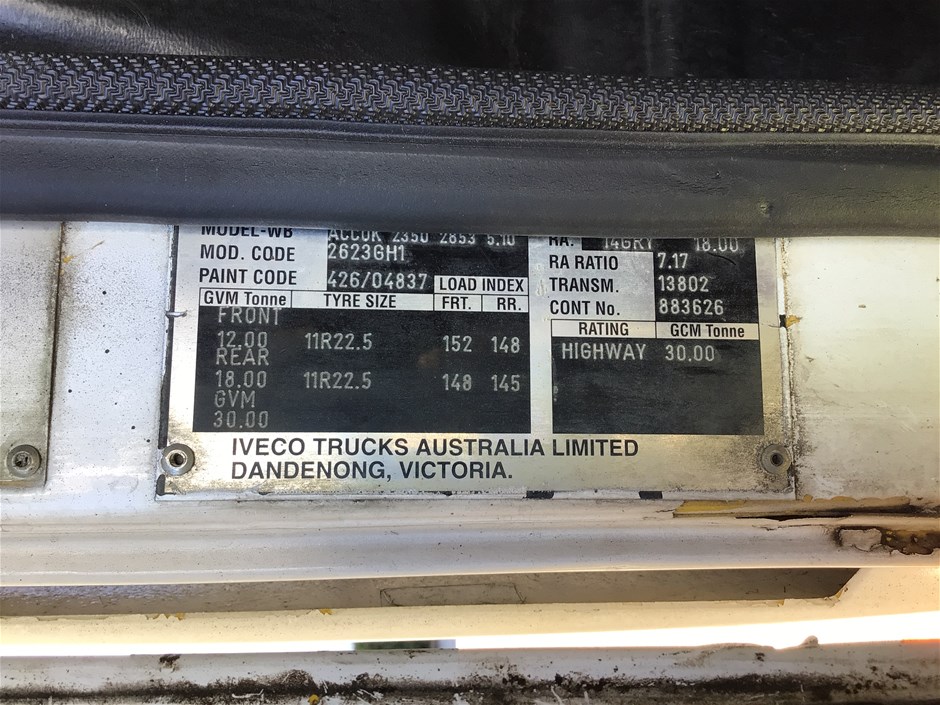 MODEL-WB ACCOK 2350 2853 5.10
MOD. CODE 2623GH1
PAINT CODE 426/04837 LOAD INDEX
GVM Tonne TYRE SIZE FRT. RR.
FRONT
12.00 11R22.5 152 148
REAR
18.00 11R22.5 148 145
GVM
30.00
RA. 14GRY 18.00
RA RATIO 7.17
TRANSM. 13802
CONT No. 883626
RATING GCM Tonne
HIGHWAY 30.00
IVECO TRUCKS AUSTRALIA LIMITED
DANDENONG, VICTORIA.